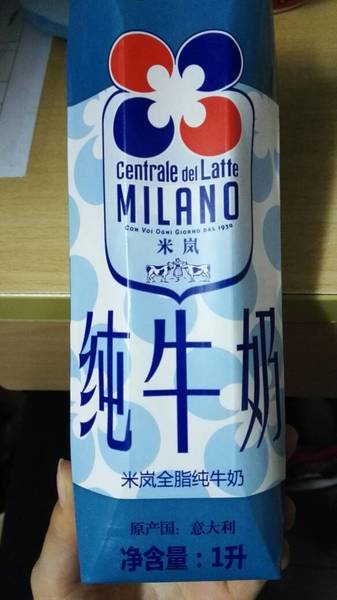 Centrale del Latte
MILANO
CON VOI OGNI GIORNO DAL 1930
米岚
纯牛奶
米岚全脂纯牛奶
原产国：意大利
净含量：1升